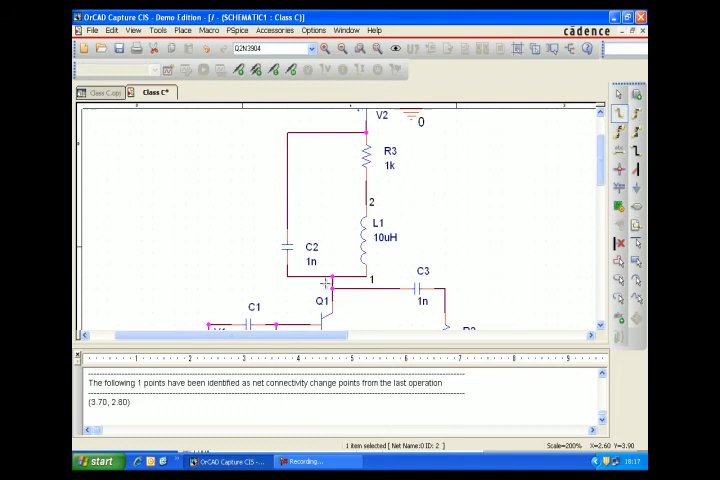 OrCAD Capture CIS - Demo Edition - [/ - (SCHEMATIC1 : Class C)]
File Edit View Tools Place Macro PSpice Accessories Options Window Help
cādence
Q2N3904
Class C.opj
Class C*
V2
0
R3
1k
2
L1
10uH
C2
1n
C3
1
1n
Q1
C1
The following 1 points have been identified as net connectivity change points from the last operation
(3.70, 2.80)
1 item selected [ Net Name:0 ID: 2 ]
Scale=200%
X=2.60 Y=3.90
start
OrCAD Capture CIS -...
Recording...
18:17